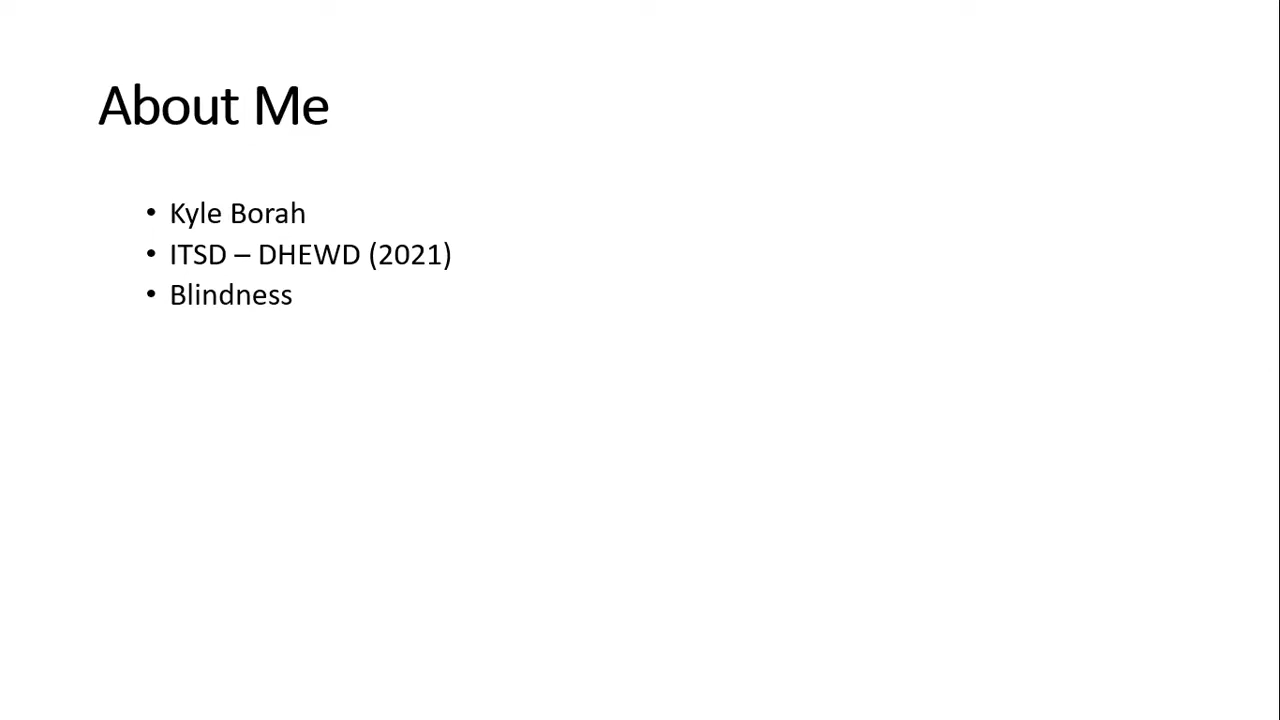 About Me
• Kyle Borah
• ITSD – DHEWD (2021)
• Blindness